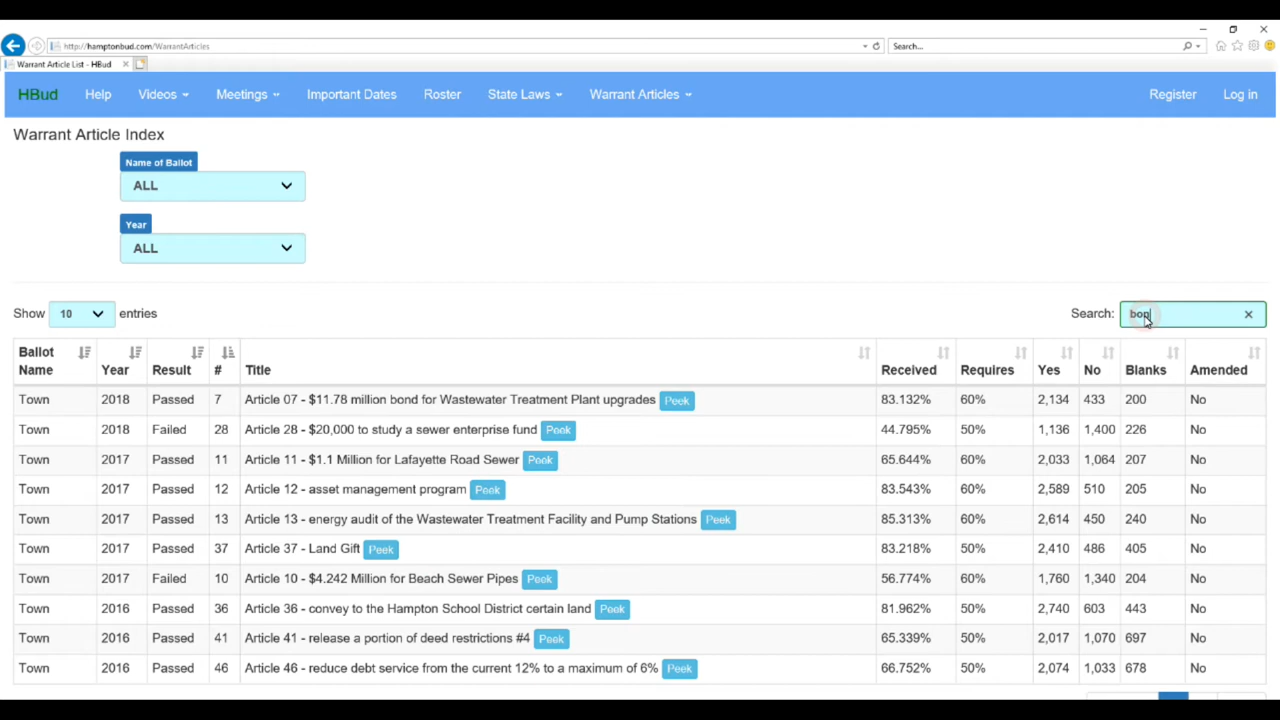 http://hamptonbud.com/WarrantArticles
Search...
Warrant Article List - HBud
HBud Help Videos Meetings Important Dates Roster State Laws Warrant Articles Register Log in
Warrant Article Index
Name of Ballot
ALL
Year
ALL
Show 10 entries Search: bon
Ballot Name Year Result # Title Received Requires Yes No Blanks Amended
Town 2018 Passed 7 Article 07 - $11.78 million bond for Wastewater Treatment Plant upgrades Peek 83.132% 60% 2,134 433 200 No
Town 2018 Failed 28 Article 28 - $20,000 to study a sewer enterprise fund Peek 44.795% 50% 1,136 1,400 226 No
Town 2017 Passed 11 Article 11 - $1.1 Million for Lafayette Road Sewer Peek 65.644% 60% 2,033 1,064 207 No
Town 2017 Passed 12 Article 12 - asset management program Peek 83.543% 60% 2,589 510 205 No
Town 2017 Passed 13 Article 13 - energy audit of the Wastewater Treatment Facility and Pump Stations Peek 85.313% 60% 2,614 450 240 No
Town 2017 Passed 37 Article 37 - Land Gift Peek 83.218% 50% 2,410 486 405 No
Town 2017 Failed 10 Article 10 - $4.242 Million for Beach Sewer Pipes Peek 56.774% 60% 1,760 1,340 204 No
Town 2016 Passed 36 Article 36 - convey to the Hampton School District certain land Peek 81.962% 50% 2,740 603 443 No
Town 2016 Passed 41 Article 41 - release a portion of deed restrictions #4 Peek 65.339% 50% 2,017 1,070 697 No
Town 2016 Passed 46 Article 46 - reduce debt service from the current 12% to a maximum of 6% Peek 66.752% 50% 2,074 1,033 678 No